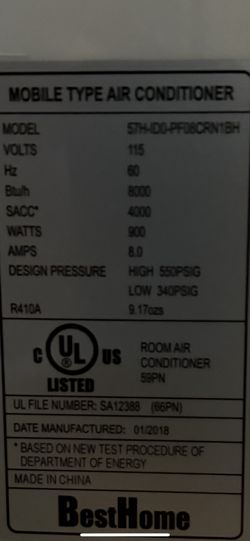 MOBILE TYPE AIR CONDITIONER
MODEL 57H-ID0-PF08CRN1BH
VOLTS 115
Hz 60
Btu/h 8000
SACC* 4000
WATTS 900
AMPS 8.0
DESIGN PRESSURE HIGH 550PSIG
LOW 340PSIG
R410A 9.17ozs
C UL US
LISTED
ROOM AIR
CONDITIONER
59PN
UL FILE NUMBER: SA12388 (66PN)
DATE MANUFACTURED: 01/2018
* BASED ON NEW TEST PROCEDURE OF
DEPARTMENT OF ENERGY
MADE IN CHINA
BestHome